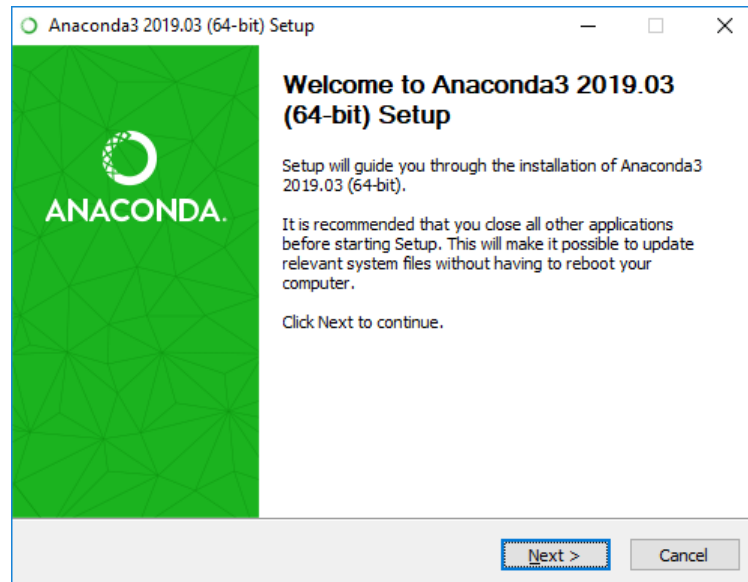 Anaconda3 2019.03 (64-bit) Setup
ANACONDA.
Welcome to Anaconda3 2019.03
(64-bit) Setup
Setup will guide you through the installation of Anaconda3
2019.03 (64-bit).
It is recommended that you close all other applications
before starting Setup. This will make it possible to update
relevant system files without having to reboot your
computer.
Click Next to continue.
Next >
Cancel